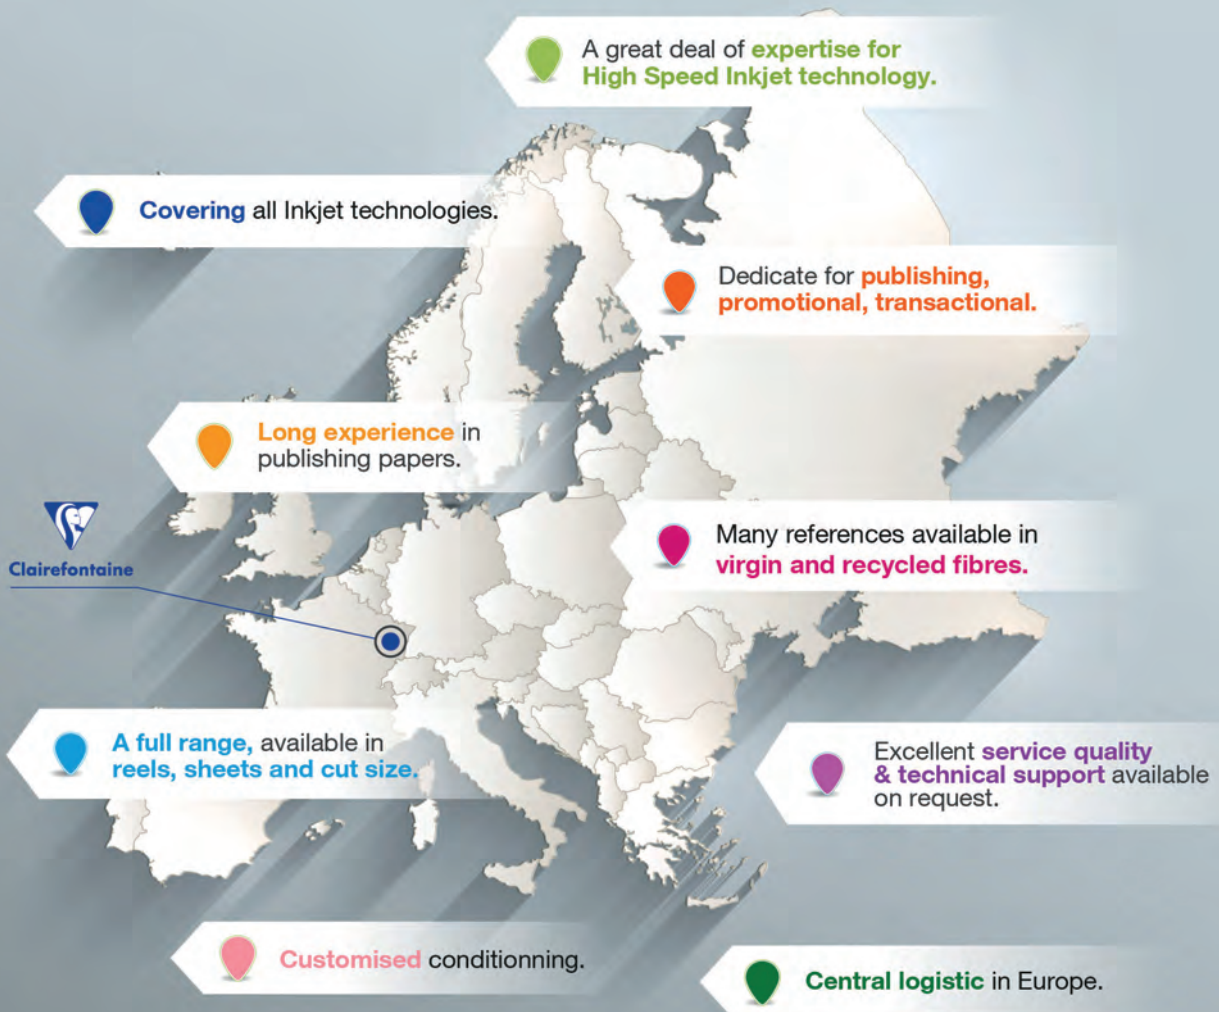 A great deal of expertise for
High Speed Inkjet technology.
Covering all Inkjet technologies.
Dedicate for publishing,
promotional, transactional.
Long experience in
publishing papers.
Clairefontaine
Many references available in
virgin and recycled fibres.
A full range, available in
reels, sheets and cut size.
Excellent service quality
& technical support available
on request.
Customised conditionning.
Central logistic in Europe.